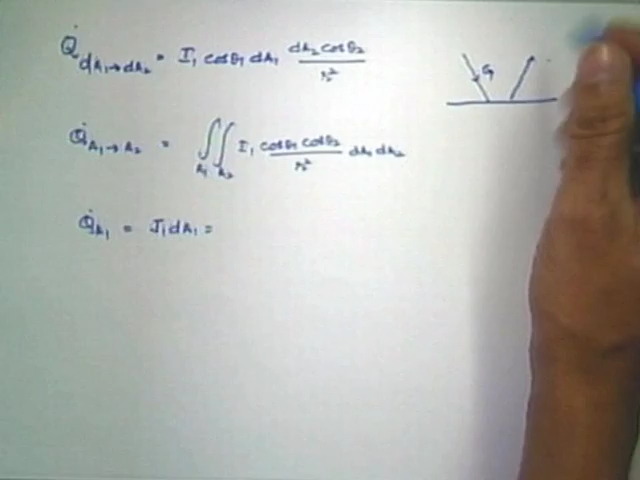 Q̇ dA₁→dA₂ = I₁ cosθ₁ dA₁ dA₂ cosθ₂ / r²
G
Q̇ A₁→A₂ = ∫∫ A₁ A₂ I₁ cosθ₁ cosθ₂ / r² dA₁ dA₂
Q̇ A₁ = J₁ dA₁ =